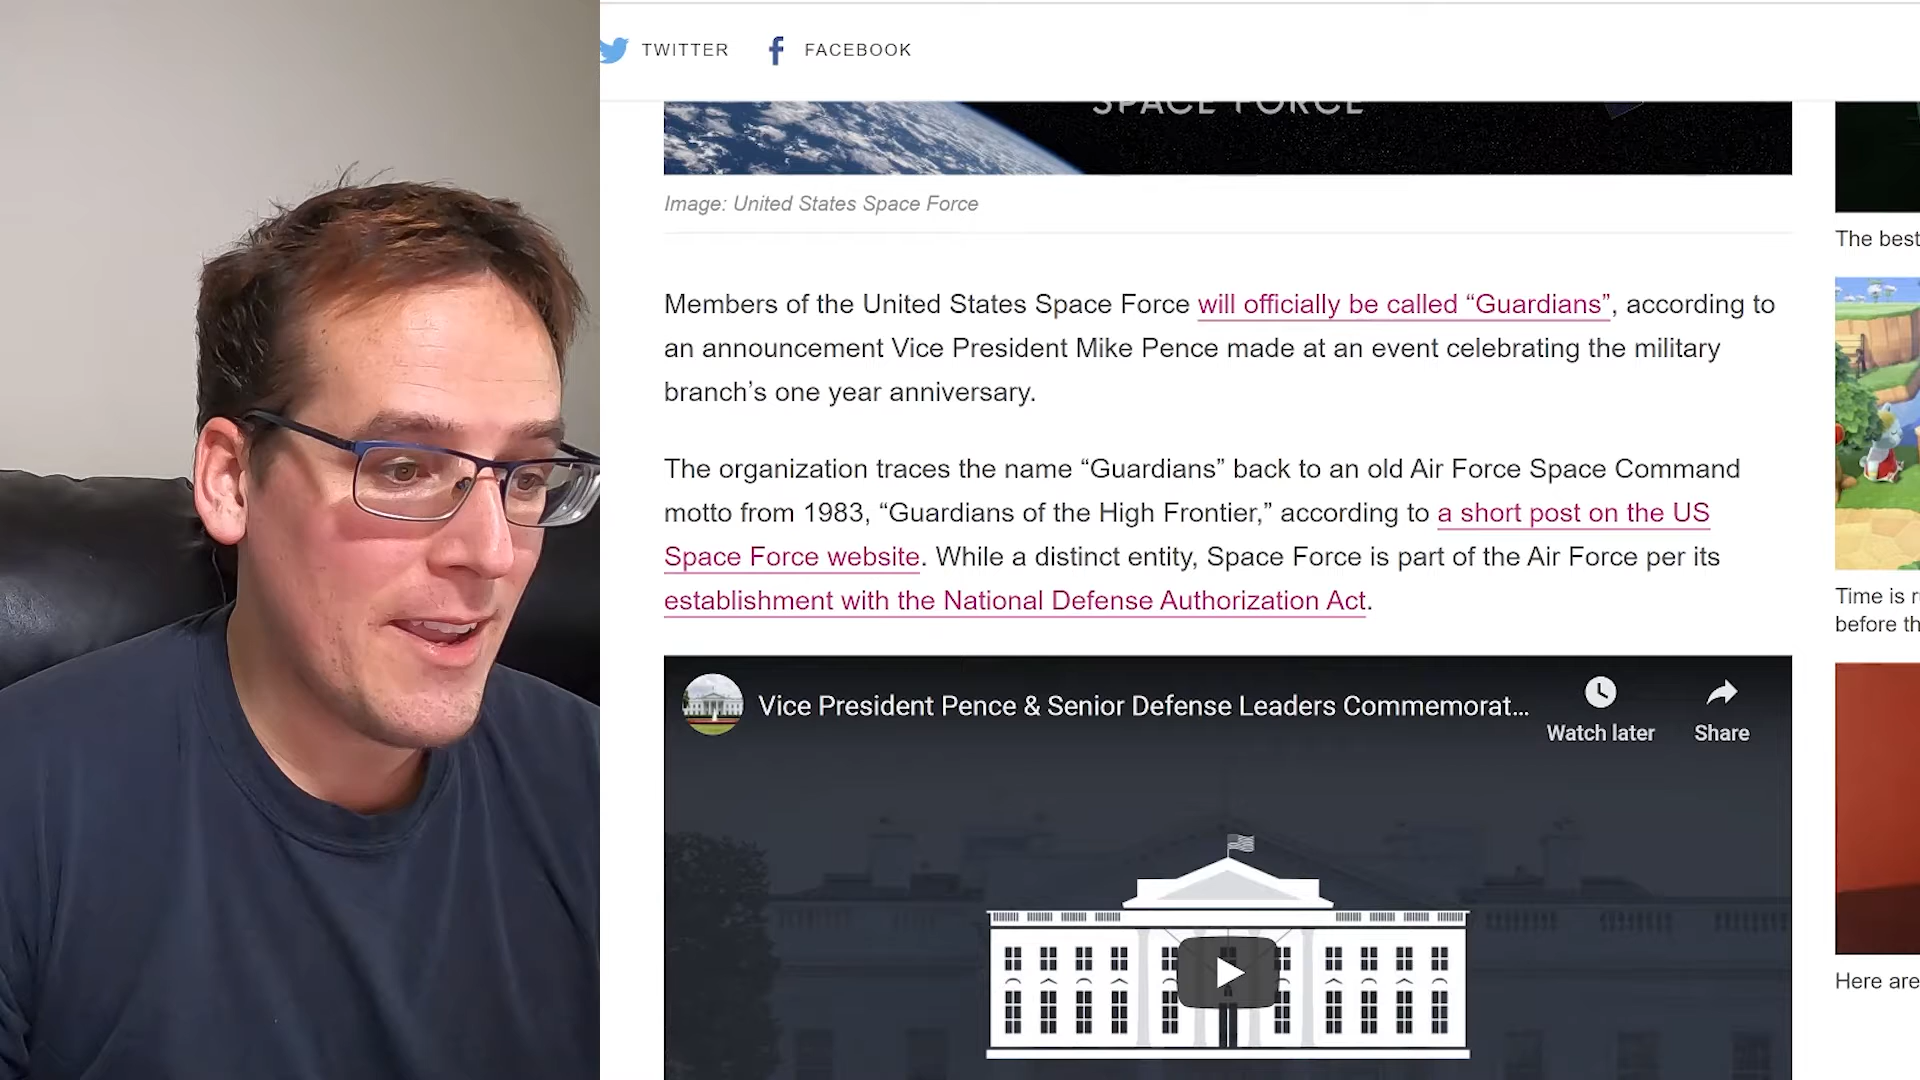 TWITTER
FACEBOOK
SPACE FORCE
Image: United States Space Force
Members of the United States Space Force will officially be called “Guardians”, according to
an announcement Vice President Mike Pence made at an event celebrating the military
branch’s one year anniversary.
The organization traces the name “Guardians” back to an old Air Force Space Command
motto from 1983, “Guardians of the High Frontier,” according to a short post on the US
Space Force website. While a distinct entity, Space Force is part of the Air Force per its
establishment with the National Defense Authorization Act.
Vice President Pence & Senior Defense Leaders Commemorat...
Watch later
Share
The best
Time is r
before th
Here are